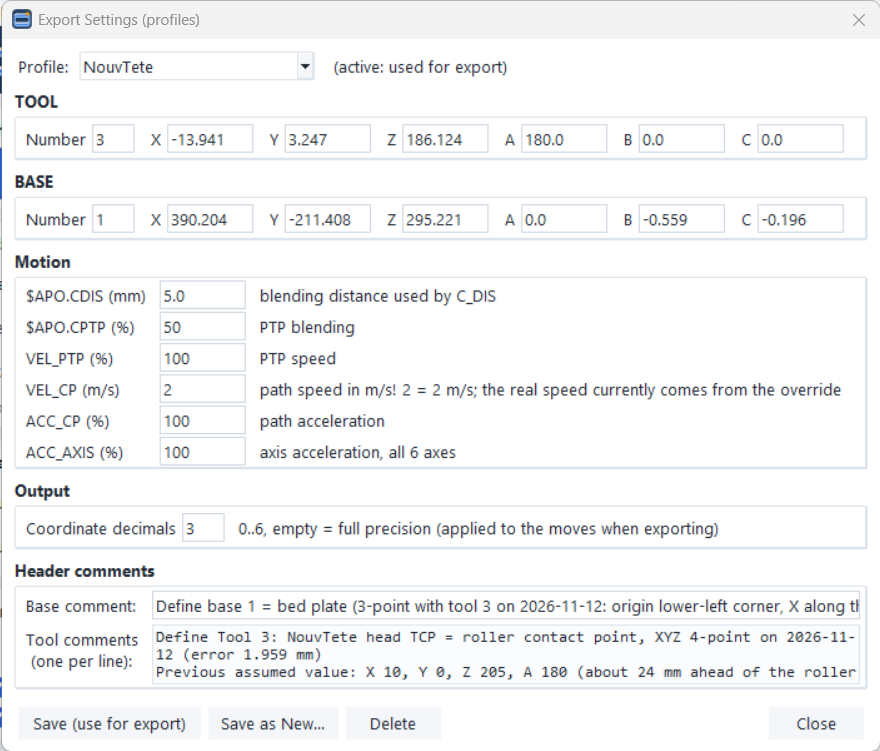 Export Settings (profiles)
Profile: NouvTete (active: used for export)
TOOL
Number 3 X -13.941 Y 3.247 Z 186.124 A 180.0 B 0.0 C 0.0
BASE
Number 1 X 390.204 Y -211.408 Z 295.221 A 0.0 B -0.559 C -0.196
Motion
$APO.CDIS (mm) 5.0 blending distance used by C_DIS
$APO.CPTP (%) 50 PTP blending
VEL_PTP (%) 100 PTP speed
VEL_CP (m/s) 2 path speed in m/s! 2 = 2 m/s; the real speed currently comes from the override
ACC_CP (%) 100 path acceleration
ACC_AXIS (%) 100 axis acceleration, all 6 axes
Output
Coordinate decimals 3 0..6, empty = full precision (applied to the moves when exporting)
Header comments
Base comment: Define base 1 = bed plate (3-point with tool 3 on 2026-11-12: origin lower-left corner, X along
Tool comments (one per line):
Define Tool 3: NouvTete head TCP = roller contact point, XYZ 4-point on 2026-11-
12 (error 1.959 mm)
Previous assumed value: X 10, Y 0, Z 205, A 180 (about 24 mm ahead of the roller
Save (use for export) Save as New... Delete Close